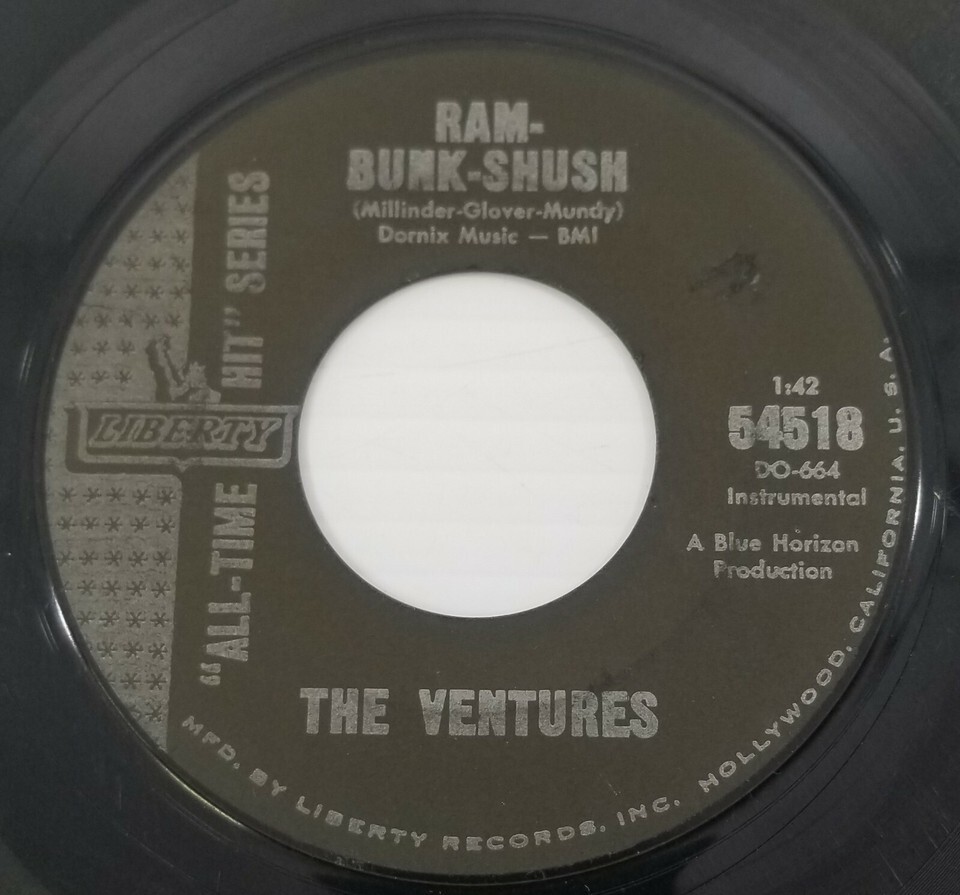 RAM-
BUNK-SHUSH
(Millinder-Glover-Mundy)
Dornix Music — BMI
"ALL-TIME HIT" SERIES
LIBERTY
1:42
54518
DO-664
Instrumental
A Blue Horizon
Production
THE VENTURES
MFD. BY LIBERTY RECORDS, INC. HOLLYWOOD, CALIFORNIA, U. S. A.